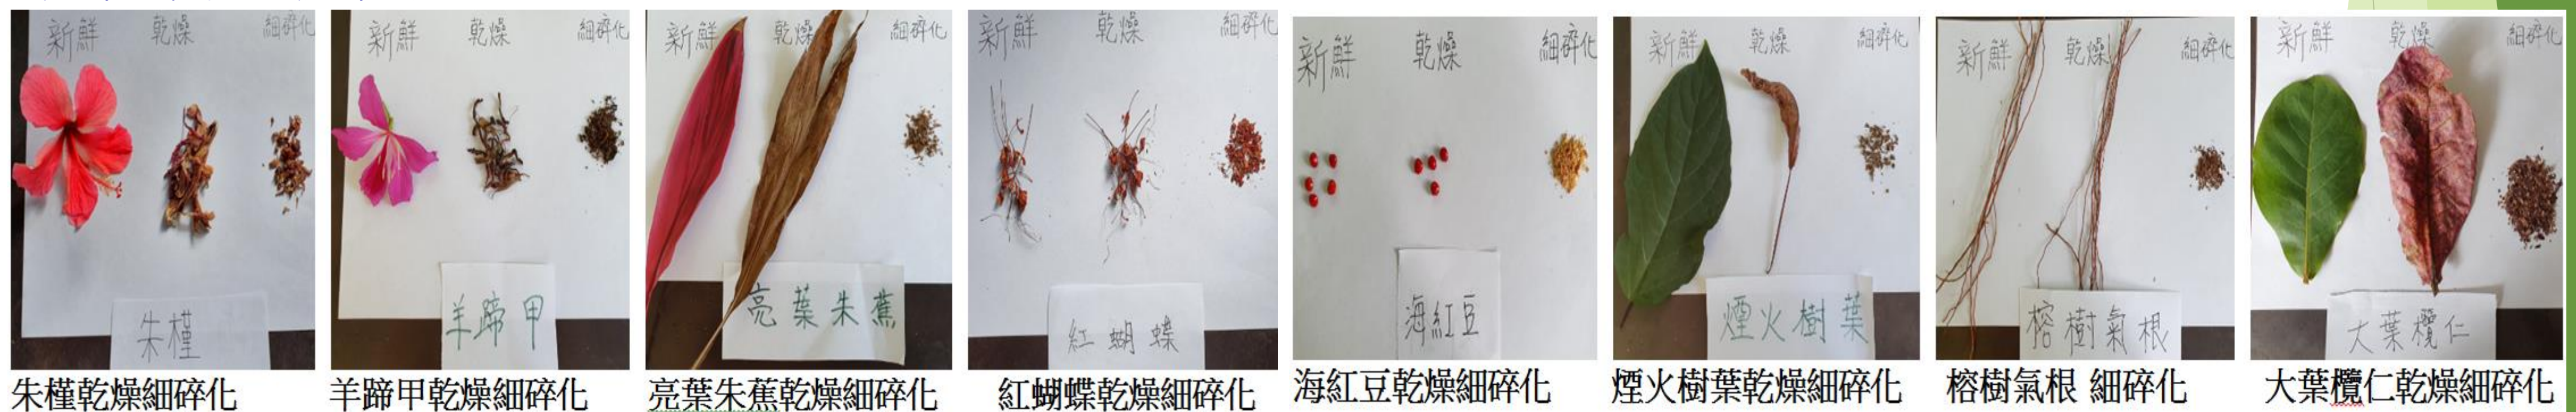 新鮮 乾燥 細碎化
朱槿
朱槿乾燥細碎化
新鮮 乾燥 細碎化
羊蹄甲
羊蹄甲乾燥細碎化
新鮮 乾燥 細碎化
亮葉朱蕉
亮葉朱蕉乾燥細碎化
新鮮 乾燥 細碎化
紅蝴蝶
紅蝴蝶乾燥細碎化
新鮮 乾燥 細碎化
海紅豆
海紅豆乾燥細碎化
新鮮 乾燥 細碎化
煙火樹葉
煙火樹葉乾燥細碎化
新鮮 乾燥 細碎化
榕樹氣根
榕樹氣根 細碎化
新鮮 乾燥 細碎化
大葉欖仁
大葉欖仁乾燥細碎化